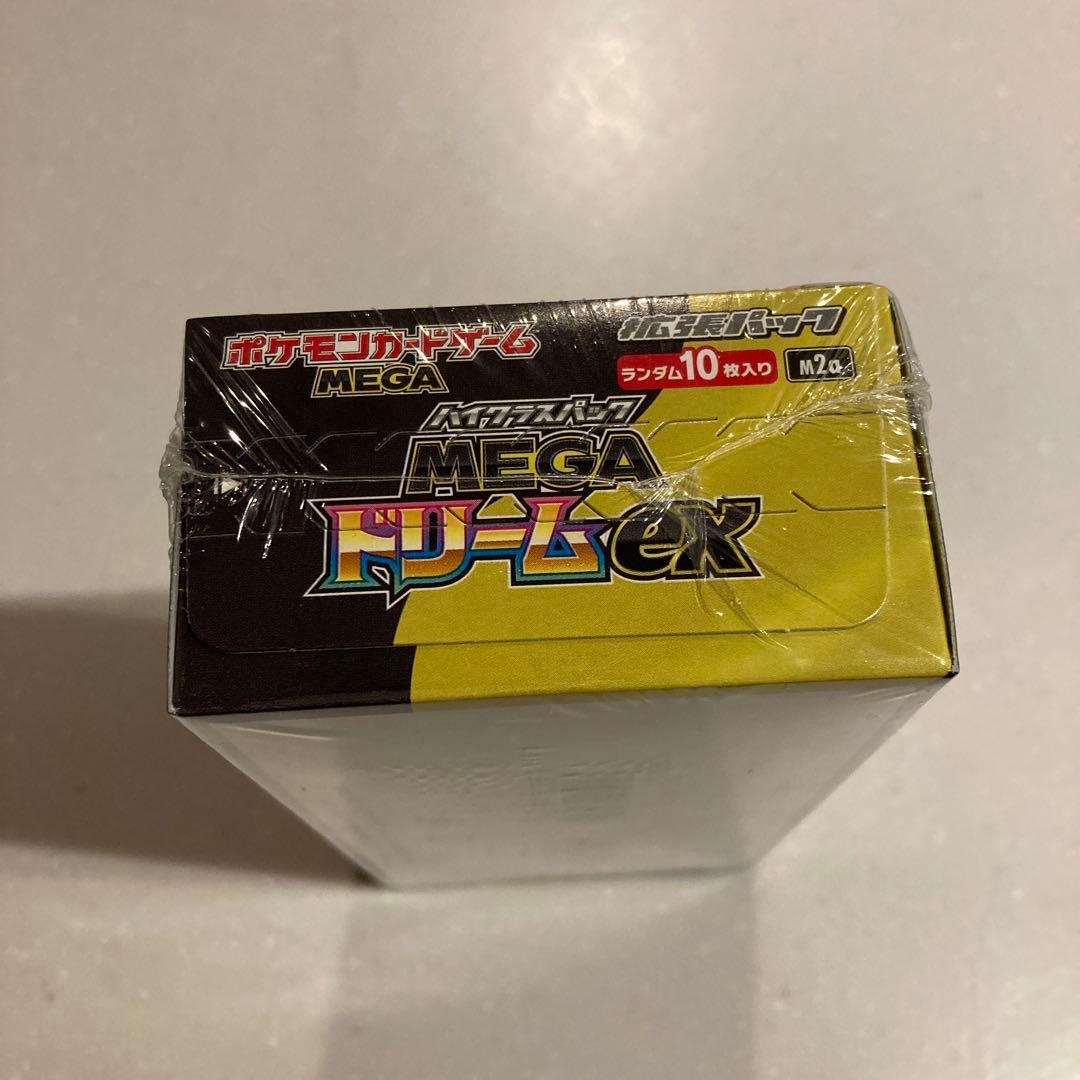 ポケモンカードゲーム
MEGA
拡張パック
ランダム10枚入り
M2a
ハイクラスパック
MEGA
ドリームex